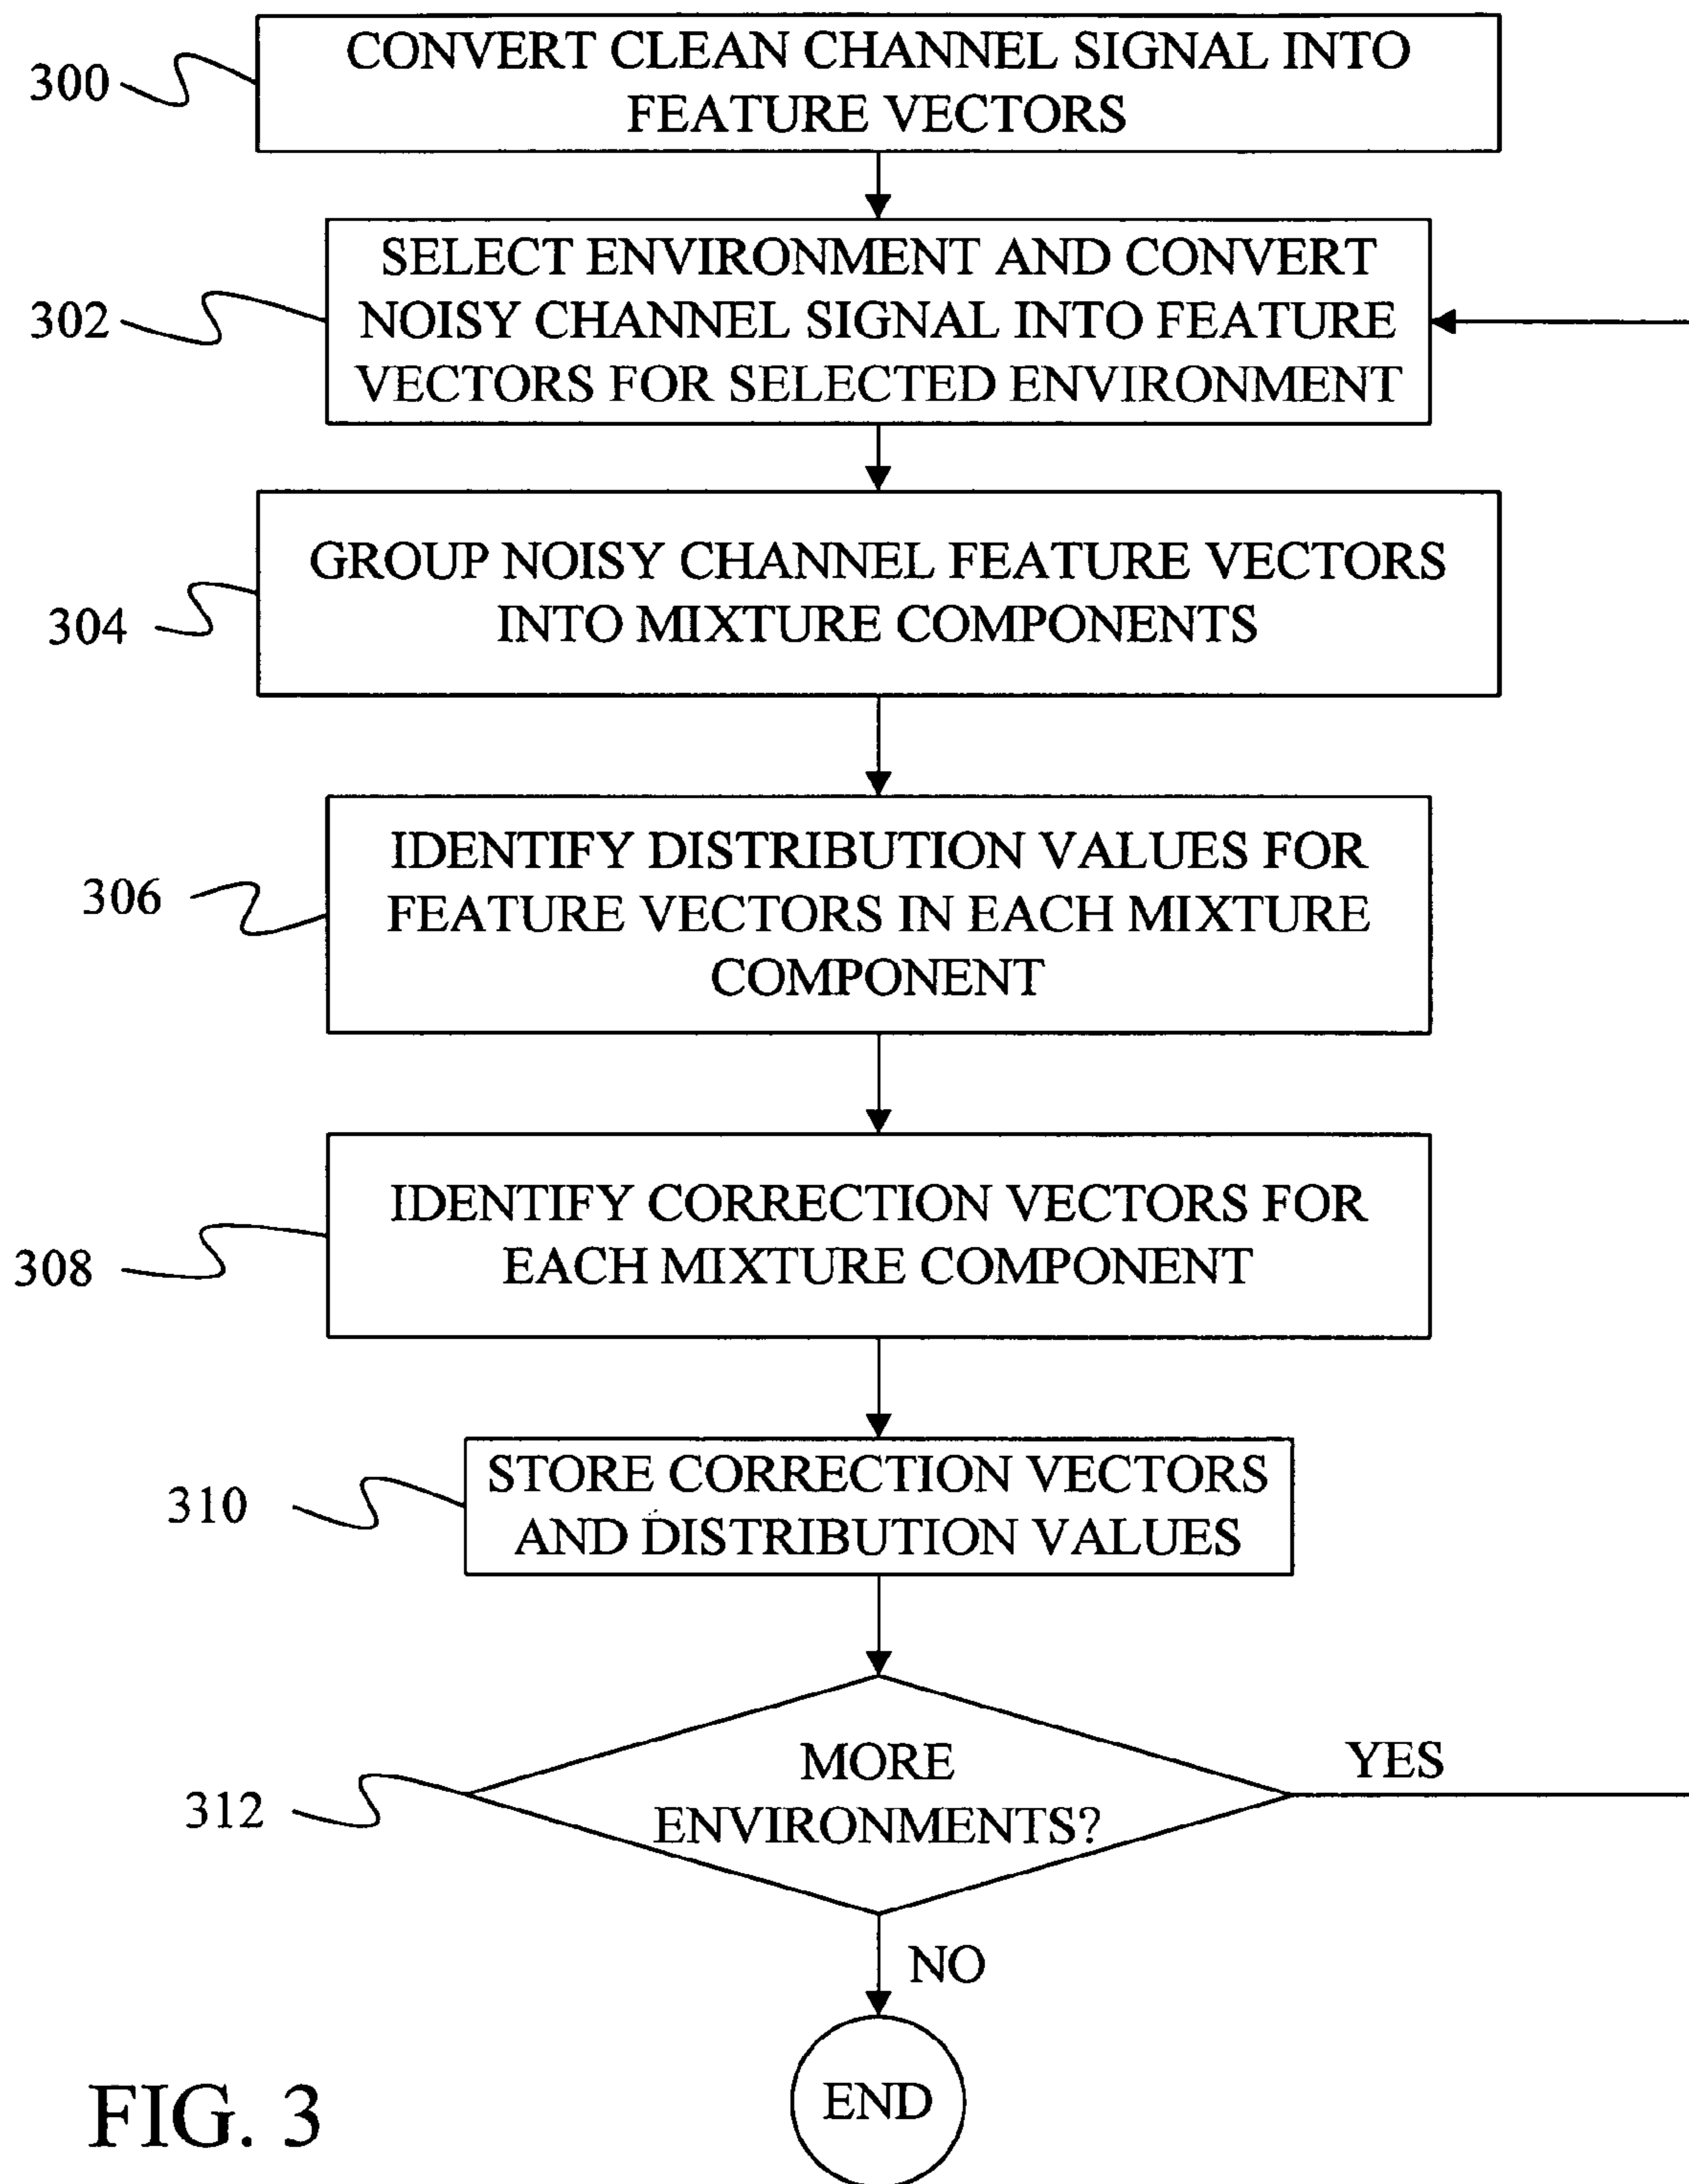 300
CONVERT CLEAN CHANNEL SIGNAL INTO
FEATURE VECTORS
302
SELECT ENVIRONMENT AND CONVERT
NOISY CHANNEL SIGNAL INTO FEATURE
VECTORS FOR SELECTED ENVIRONMENT
304
GROUP NOISY CHANNEL FEATURE VECTORS
INTO MIXTURE COMPONENTS
306
IDENTIFY DISTRIBUTION VALUES FOR
FEATURE VECTORS IN EACH MIXTURE
COMPONENT
308
IDENTIFY CORRECTION VECTORS FOR
EACH MIXTURE COMPONENT
310
STORE CORRECTION VECTORS
AND DISTRIBUTION VALUES
312
MORE
ENVIRONMENTS?
YES
NO
END
FIG. 3